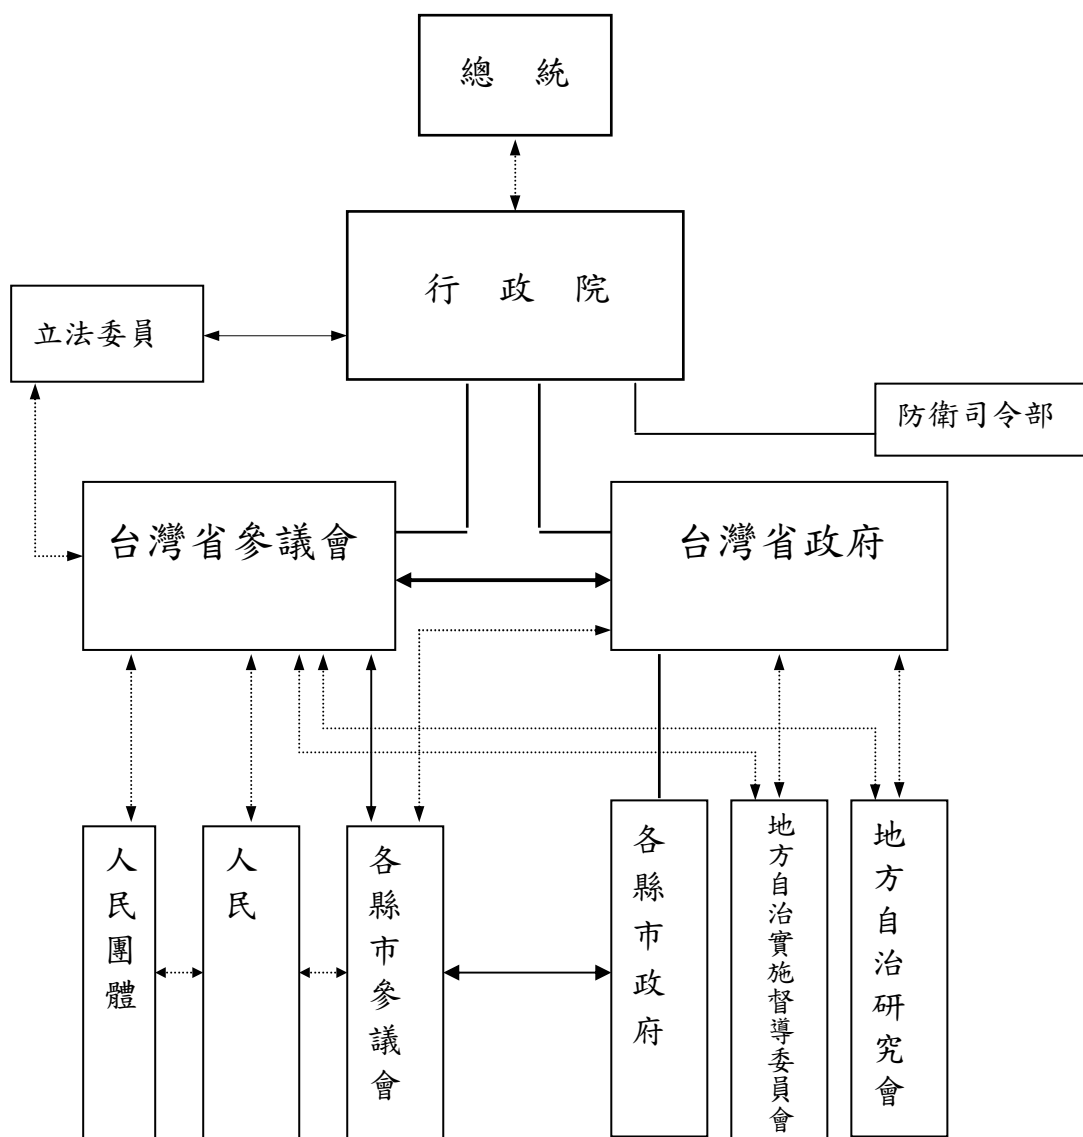 總 統
行 政 院
立法委員
防衛司令部
台灣省參議會
台灣省政府
人民團體
人民
各縣市參議會
各縣市政府
地方自治實施督導委員會
地方自治研究會